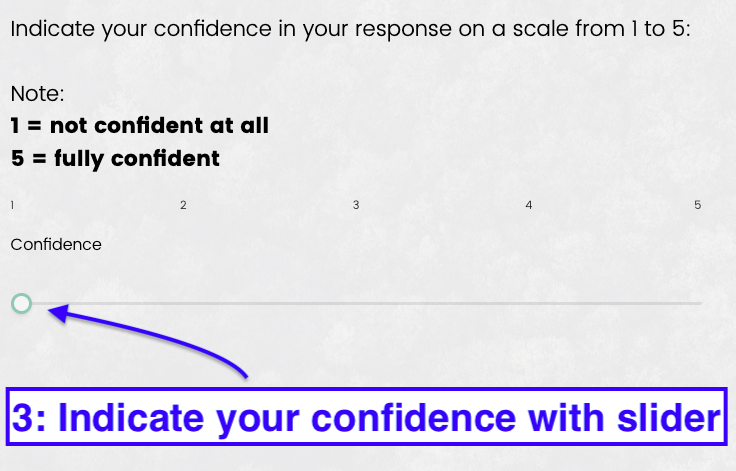 Indicate your confidence in your response on a scale from 1 to 5:
Note:
1 = not confident at all
5 = fully confident
1 2 3 4 5
Confidence
3: Indicate your confidence with slider